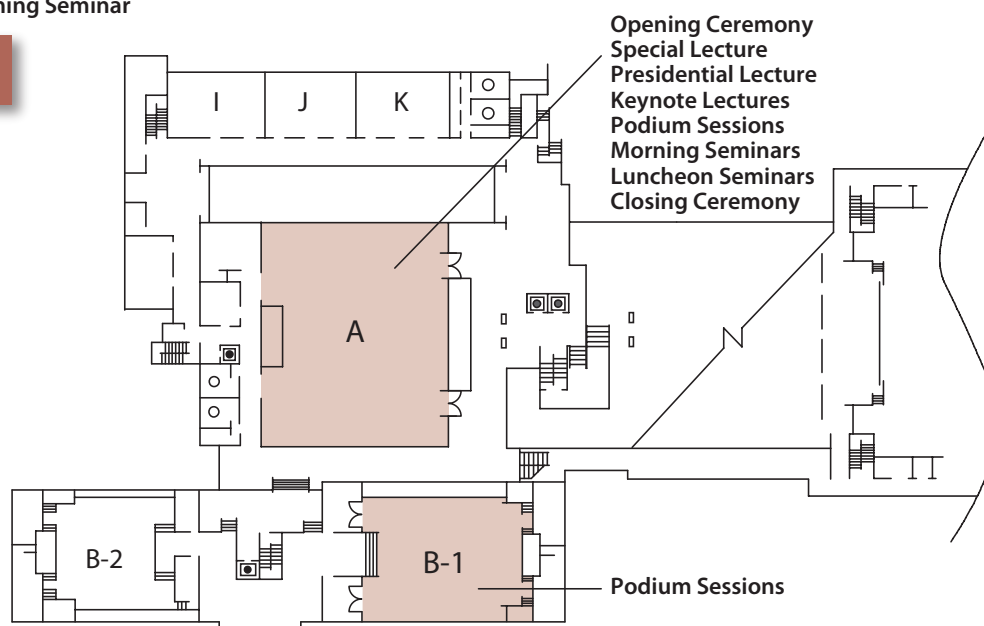 Seminar
Opening Ceremony
Special Lecture
Presidential Lecture
Keynote Lectures
Podium Sessions
Morning Seminars
Luncheon Seminars
Closing Ceremony
I
J
K
A
B-2
B-1
Podium Sessions